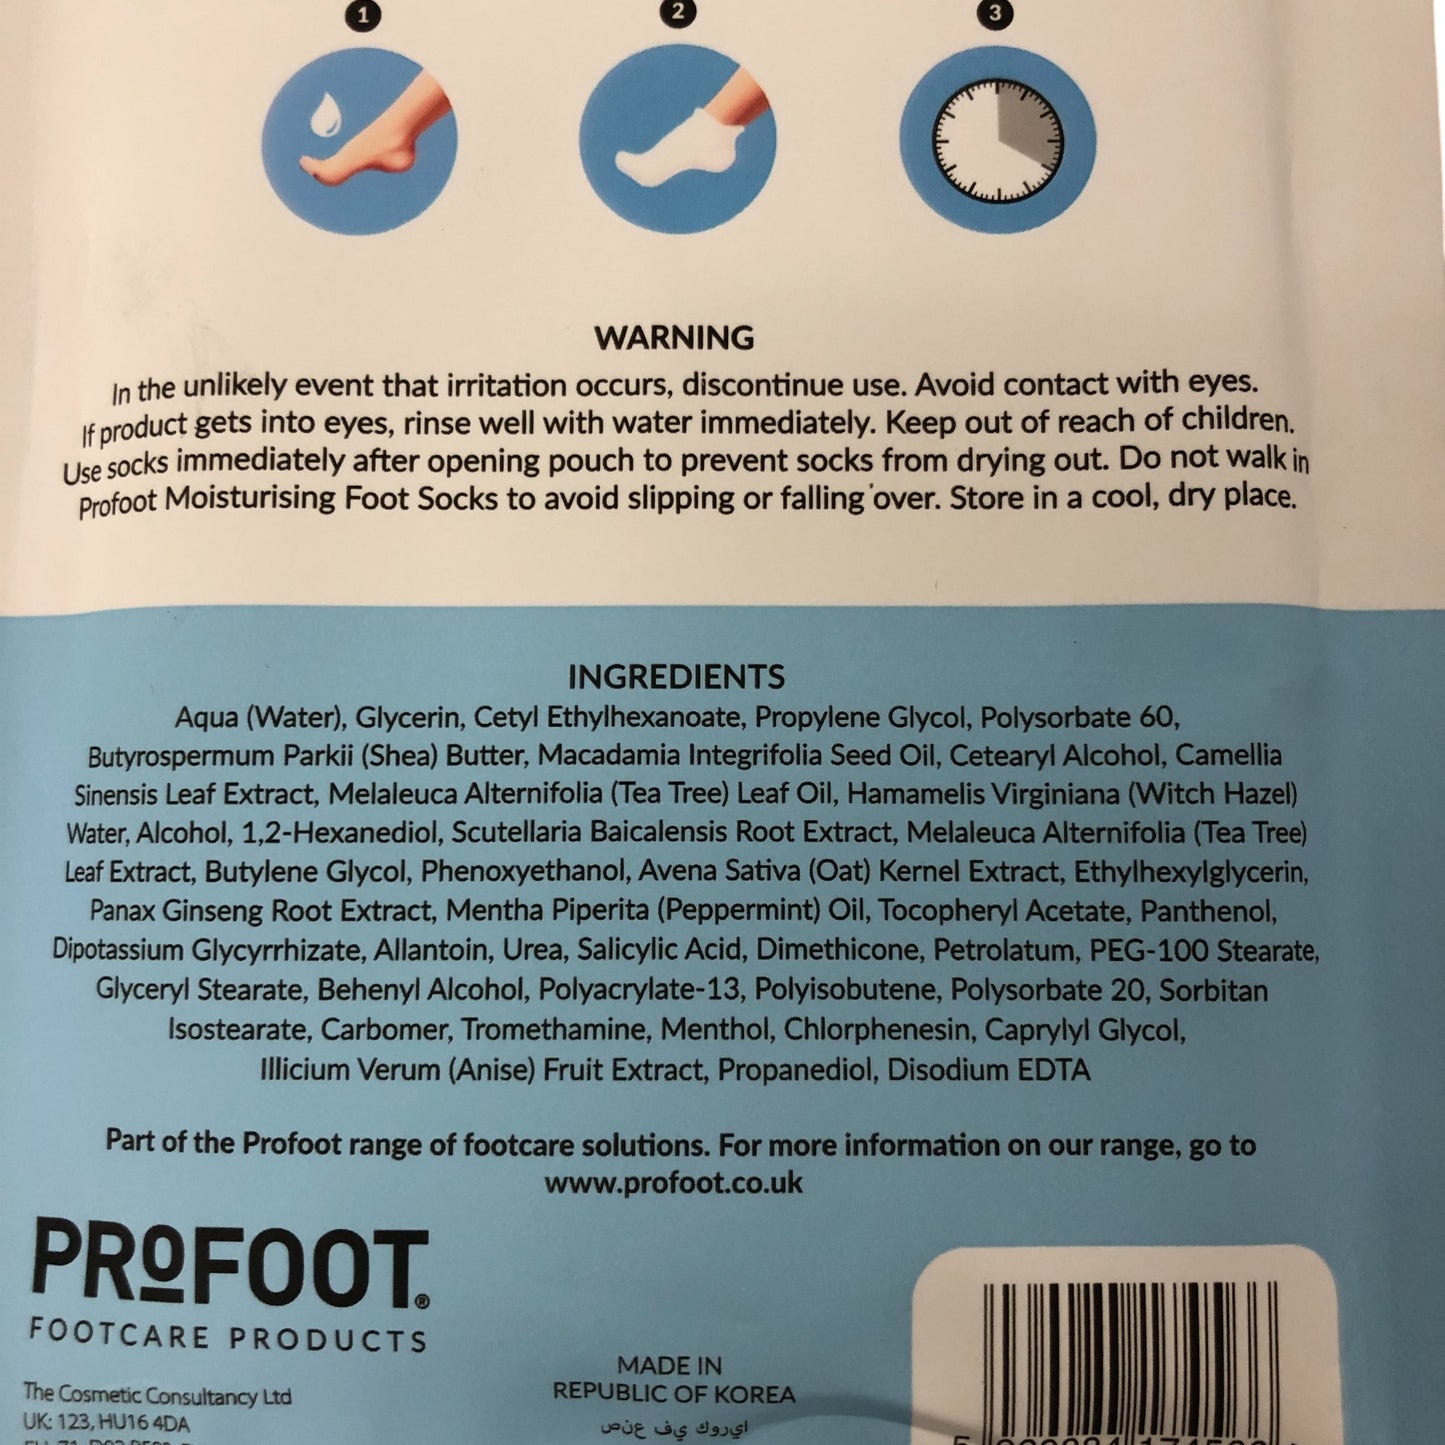 1
2
3
WARNING
In the unlikely event that irritation occurs, discontinue use. Avoid contact with eyes.
If product gets into eyes, rinse well with water immediately. Keep out of reach of children.
Use socks immediately after opening pouch to prevent socks from drying out. Do not walk in
Profoot Moisturising Foot Socks to avoid slipping or falling over. Store in a cool, dry place.
INGREDIENTS
Aqua (Water), Glycerin, Cetyl Ethylhexanoate, Propylene Glycol, Polysorbate 60,
Butyrospermum Parkii (Shea) Butter, Macadamia Integrifolia Seed Oil, Cetearyl Alcohol, Camellia
Sinensis Leaf Extract, Melaleuca Alternifolia (Tea Tree) Leaf Oil, Hamamelis Virginiana (Witch Hazel)
Water, Alcohol, 1,2-Hexanediol, Scutellaria Baicalensis Root Extract, Melaleuca Alternifolia (Tea Tree)
Leaf Extract, Butylene Glycol, Phenoxyethanol, Avena Sativa (Oat) Kernel Extract, Ethylhexylglycerin,
Panax Ginseng Root Extract, Mentha Piperita (Peppermint) Oil, Tocopheryl Acetate, Panthenol,
Dipotassium Glycyrrhizate, Allantoin, Urea, Salicylic Acid, Dimethicone, Petrolatum, PEG-100 Stearate,
Glyceryl Stearate, Behenyl Alcohol, Polyacrylate-13, Polyisobutene, Polysorbate 20, Sorbitan
Isostearate, Carbomer, Tromethamine, Menthol, Chlorphenesin, Caprylyl Glycol,
Illicium Verum (Anise) Fruit Extract, Propanediol, Disodium EDTA
Part of the Profoot range of footcare solutions. For more information on our range, go to
www.profoot.co.uk
PROFOOT®
FOOTCARE PRODUCTS
The Cosmetic Consultancy Ltd
UK: 123, HU16 4DA
MADE IN
REPUBLIC OF KOREA
ايروك يف عنص